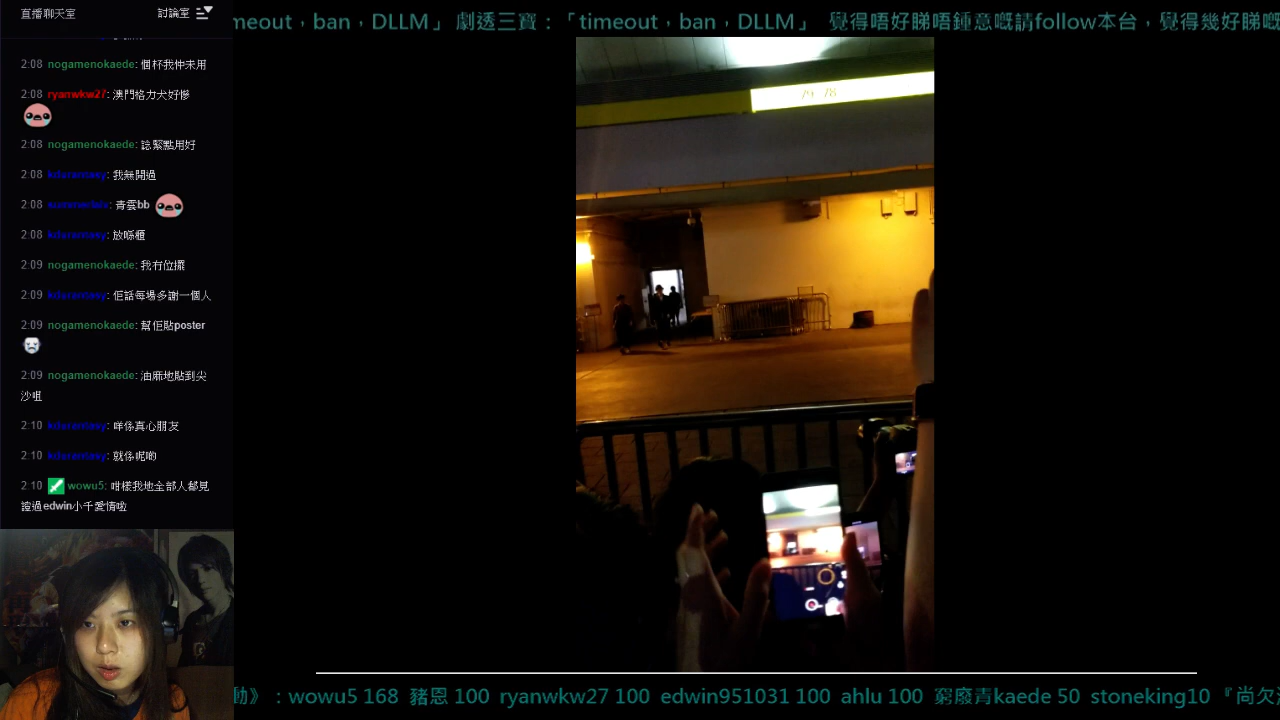 直播聊天室 討論室
meout，ban，DLLM」 劇透三寶：「timeout，ban，DLLM」 覺得唔好睇唔鍾意嘅請follow本台，覺得幾好睇嘅
2:08 nogamenokaede: 個杯我仲未用
2:08 ryanwkw27: 澳門格力犬好慘
2:08 nogamenokaede: 諗緊點用好
2:08 : 我無開過
2:08 : 青雲bb
2:08 : 放喺櫃
2:09 nogamenokaede: 我冇位擺
2:09 : 佢話每場多謝一個人
2:09 nogamenokaede: 幫佢貼poster
2:09 nogamenokaede: 油麻地貼到尖
沙咀
2:10 : 咩係真心朋友
2:10 : 就係呢啲
2:10 wowu5: 咁樣我地全部人都見
證過edwin小千愛情啦
79 78
動》：wowu5 168 豬恩 100 ryanwkw27 100 edwin951031 100 ahlu 100 窮廢青kaede 50 stoneking10 『尚欠